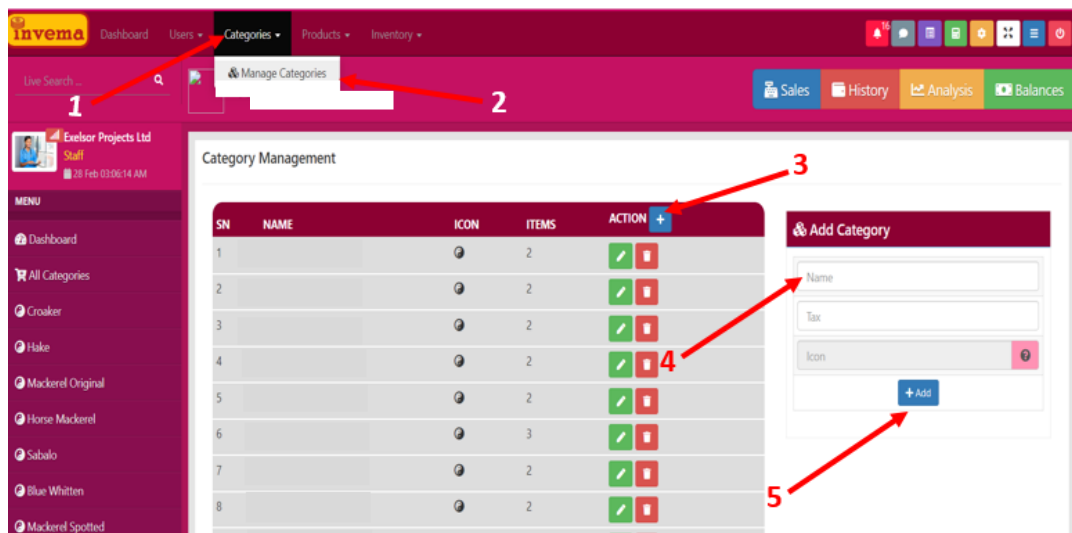 invema Dashboard Users Categories Products Inventory 16
Manage Categories
Live Search ...
1
2
Sales History Analysis Balances
Exelsor Projects Ltd
Staff
28 Feb 03:06:14 AM
MENU
Dashboard
All Categories
Croaker
Hake
Mackerel Original
Horse Mackerel
Sabalo
Blue Whitten
Mackerel Spotted
Category Management
3
SN NAME ICON ITEMS ACTION +
1 2
2 2
3 2
4 2
5 2
6 3
7 2
8 2
Add Category
Name
Tax
4
Icon ?
+ Add
5